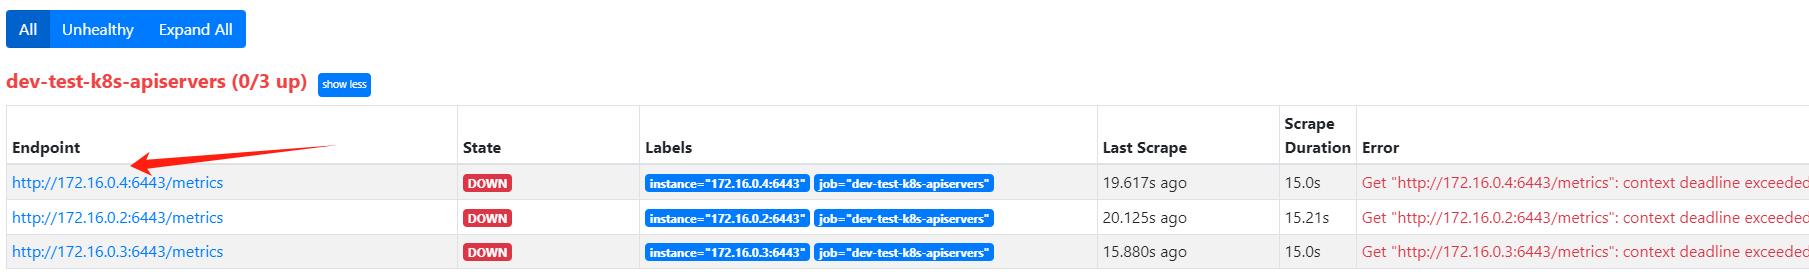 All Unhealthy Expand All
dev-test-k8s-apiservers (0/3 up) show less
Endpoint State Labels Last Scrape Scrape Duration Error
http://172.16.0.4:6443/metrics DOWN instance="172.16.0.4:6443" job="dev-test-k8s-apiservers" 19.617s ago 15.0s Get "http://172.16.0.4:6443/metrics": context deadline exceeded
http://172.16.0.2:6443/metrics DOWN instance="172.16.0.2:6443" job="dev-test-k8s-apiservers" 20.125s ago 15.21s Get "http://172.16.0.2:6443/metrics": context deadline exceeded
http://172.16.0.3:6443/metrics DOWN instance="172.16.0.3:6443" job="dev-test-k8s-apiservers" 15.880s ago 15.0s Get "http://172.16.0.3:6443/metrics": context deadline exceeded